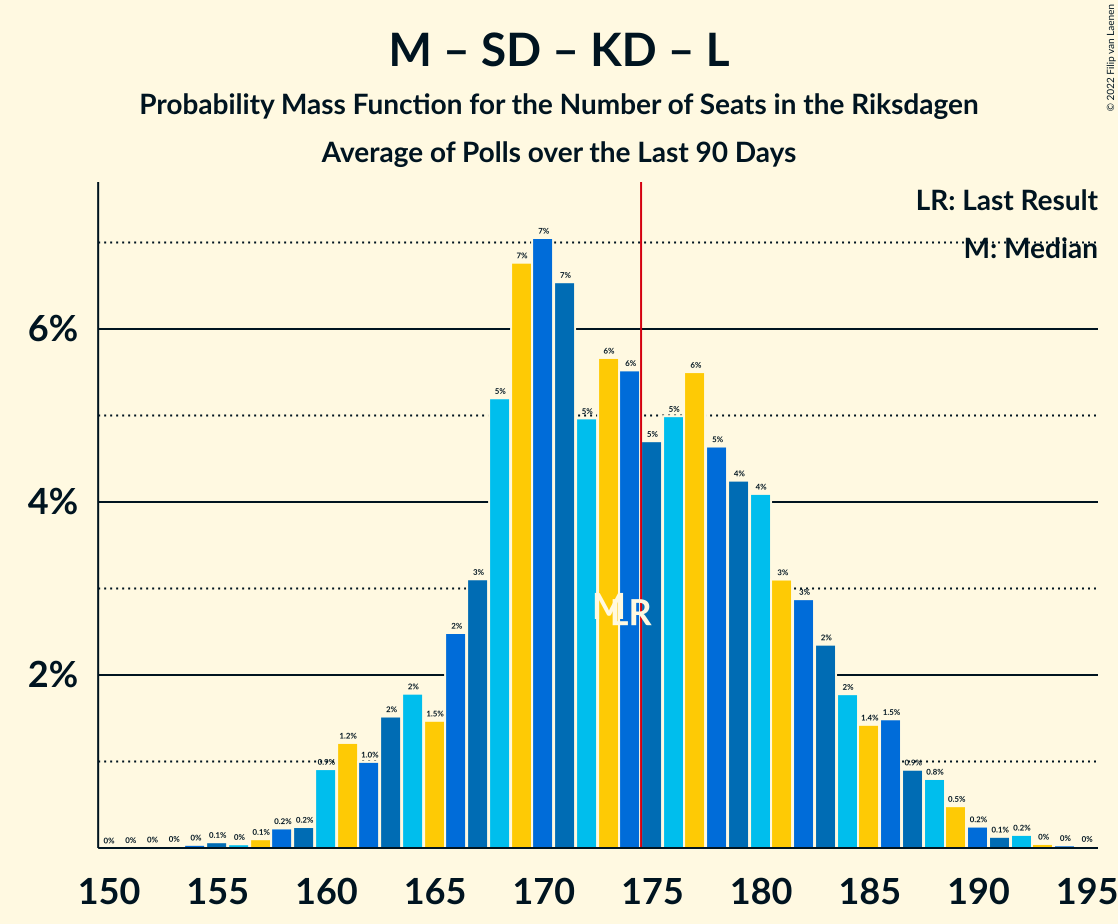 M – SD – KD – L
Probability Mass Function for the Number of Seats in the Riksdagen
Average of Polls over the Last 90 Days
© 2022 Filip van Laenen
LR: Last Result
M: Median
6%
4%
2%
0% 0% 0% 0% 0% 0.1% 0% 0.1% 0.2% 0.2% 0.9% 1.2% 1.0% 2% 2% 1.5% 2% 3% 5% 7% 7% 7% 5% 6% 6% 5% 5% 6% 5% 4% 4% 3% 3% 2% 2% 1.4% 1.5% 0.9% 0.8% 0.5% 0.2% 0.1% 0.2% 0% 0% 0%
M LR
150 155 160 165 170 175 180 185 190 195